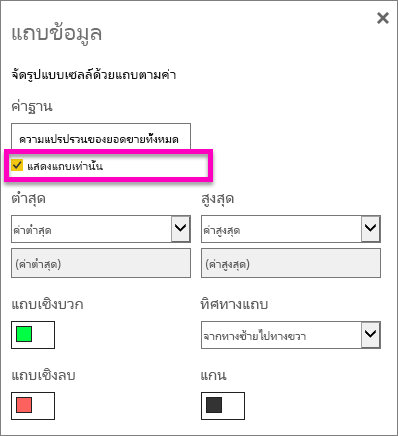 แถบข้อมูล
จัดรูปแบบเซลล์ด้วยแถบตามค่า
ค่าฐาน
ความแปรปรวนของยอดขายทั้งหมด
แสดงแถบเท่านั้น
ต่ำสุด สูงสุด
ค่าต่ำสุด ค่าสูงสุด
(ค่าต่ำสุด) (ค่าสูงสุด)
แถบเชิงบวก ทิศทางแถบ
จากทางซ้ายไปทางขวา
แถบเชิงลบ แกน